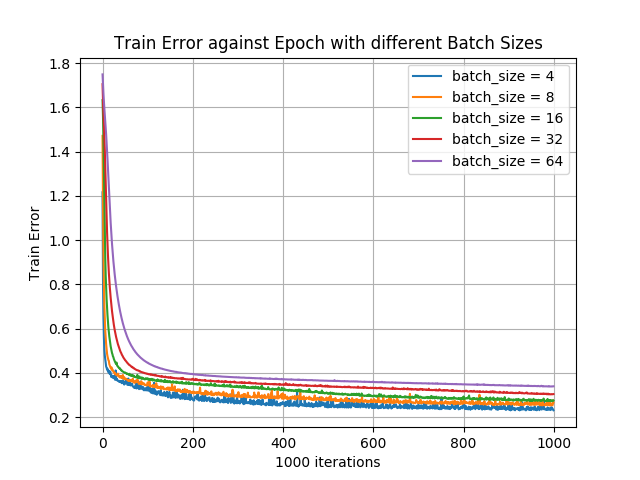 Train Error against Epoch with different Batch Sizes
1.8
1.6
1.4
1.2
1.0
0.8
0.6
0.4
0.2
Train Error
batch_size = 4
batch_size = 8
batch_size = 16
batch_size = 32
batch_size = 64
0 200 400 600 800 1000
1000 iterations